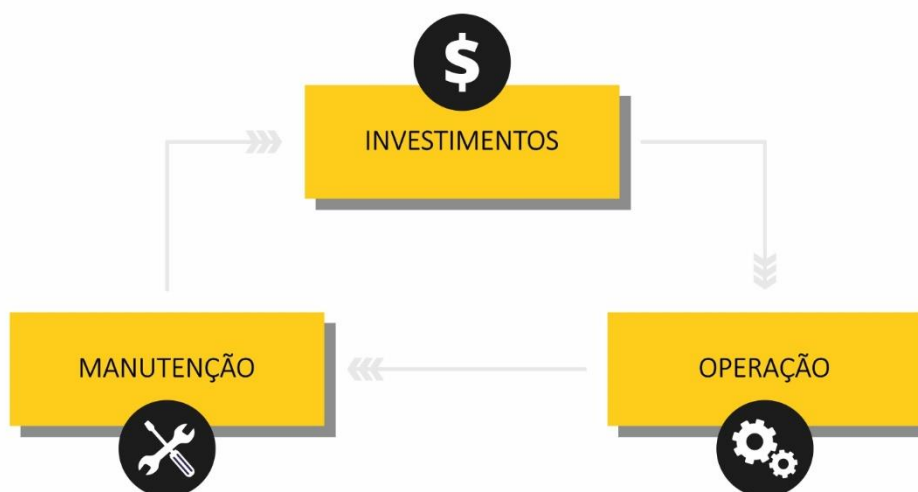 $
INVESTIMENTOS
MANUTENÇÃO
OPERAÇÃO